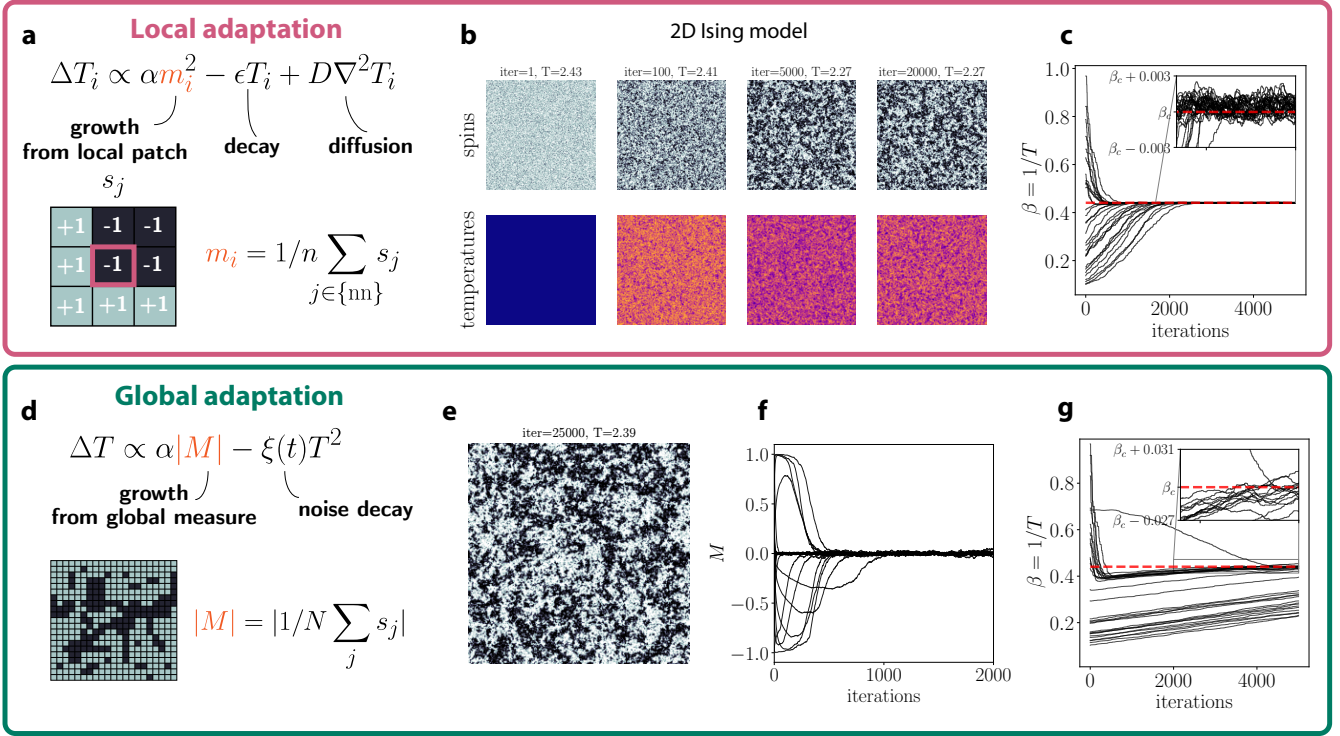 a
Local adaptation
ΔT_i ∝ αm_i^2 − ϵT_i + D∇^2T_i
growth
from local patch
decay
diffusion
s_j
+1 -1 -1
+1 -1 -1
+1 +1 +1
m_i = 1/n ∑ s_j
j∈{nn}
b
2D Ising model
iter=1, T=2.43
iter=100, T=2.41
iter=5000, T=2.27
iter=20000, T=2.27
spins
temperatures
c
1.0
0.8
0.6
0.4
0.2
β = 1/T
β_c + 0.003
β_c
β_c − 0.003
0 2000 4000
iterations
d
Global adaptation
ΔT ∝ α|M| − ξ(t)T^2
growth
from global measure
noise decay
|M| = |1/N ∑ s_j|
j
e
iter=25000, T=2.39
f
1.0
0.5
0.0
−0.5
−1.0
M
0 1000 2000
iterations
g
1.0
0.8
0.6
0.4
0.2
β = 1/T
β_c + 0.031
β_c
β_c − 0.027
0 2000 4000
iterations